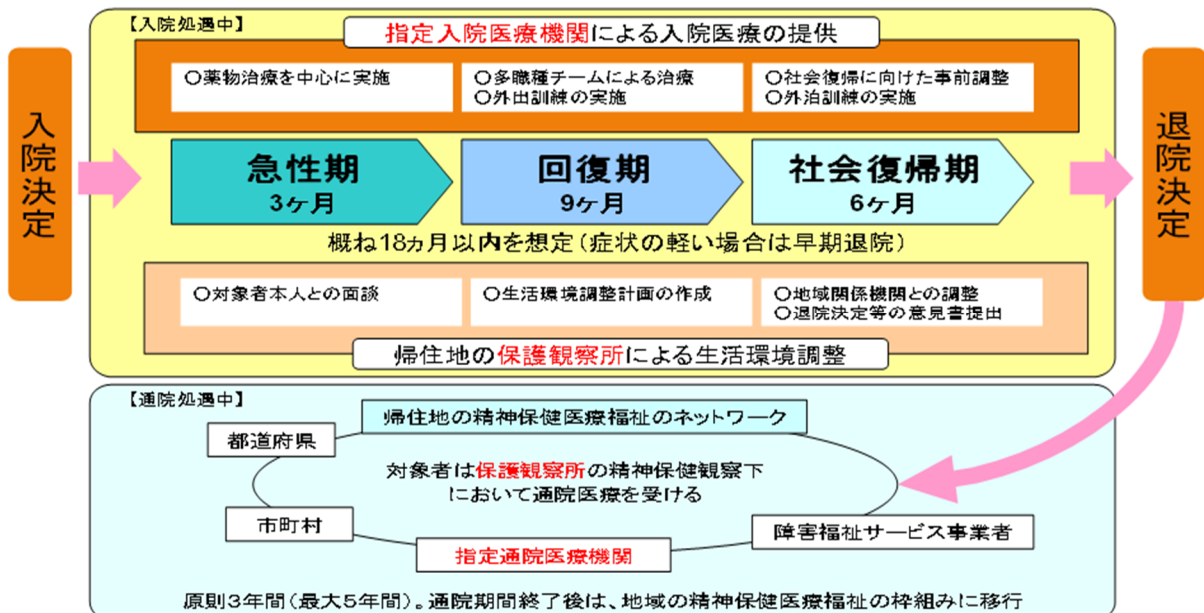 入院決定
【入院処遇中】
指定入院医療機関による入院医療の提供
○薬物治療を中心に実施
○多職種チームによる治療
○外出訓練の実施
○社会復帰に向けた事前調整
○外泊訓練の実施
急性期
3ヶ月
回復期
9ヶ月
社会復帰期
6ヶ月
概ね18ヵ月以内を想定(症状の軽い場合は早期退院)
○対象者本人との面談
○生活環境調整計画の作成
○地域関係機関との調整
○退院決定等の意見書提出
帰住地の保護観察所による生活環境調整
退院決定
【通院処遇中】
帰住地の精神保健医療福祉のネットワーク
都道府県
対象者は保護観察所の精神保健観察下
において通院医療を受ける
市町村
障害福祉サービス事業者
指定通院医療機関
原則3年間(最大5年間)。通院期間終了後は、地域の精神保健医療福祉の枠組みに移行